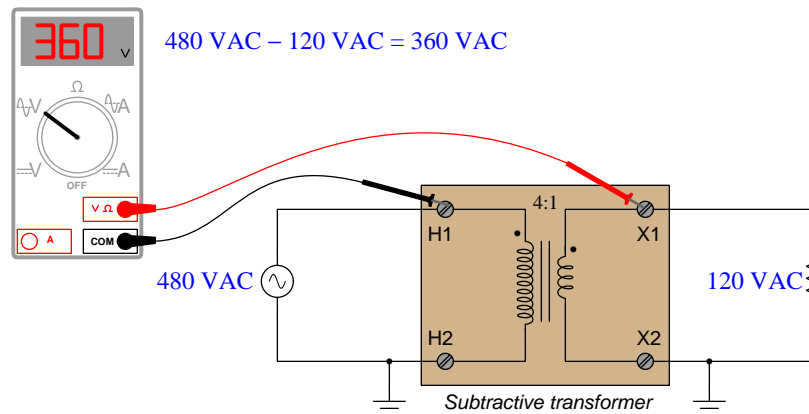 360 V
480 VAC − 120 VAC = 360 VAC
Ω
V
A
V
A
OFF
V Ω
A
COM
4:1
H1
X1
480 VAC
120 VAC
H2
X2
Subtractive transformer